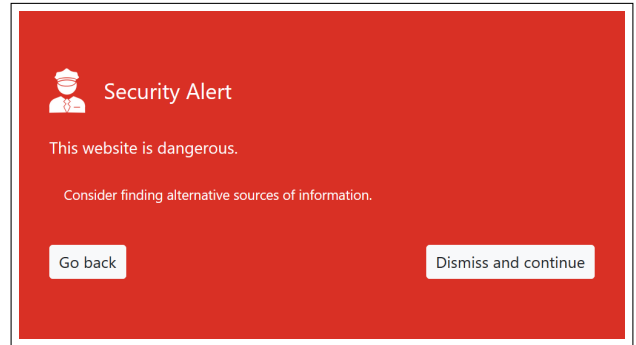 Security Alert
This website is dangerous.
Consider finding alternative sources of information.
Go back
Dismiss and continue